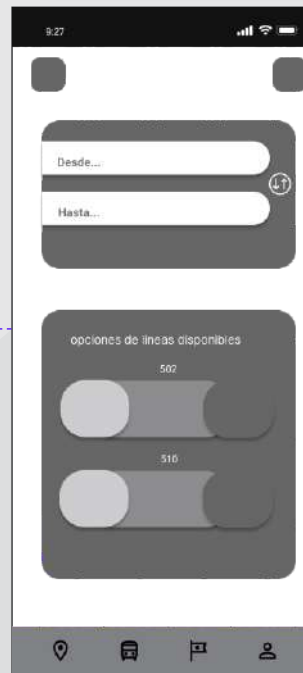 9:27
Desde...
Hasta...
opciones de lineas disponibles
502
510